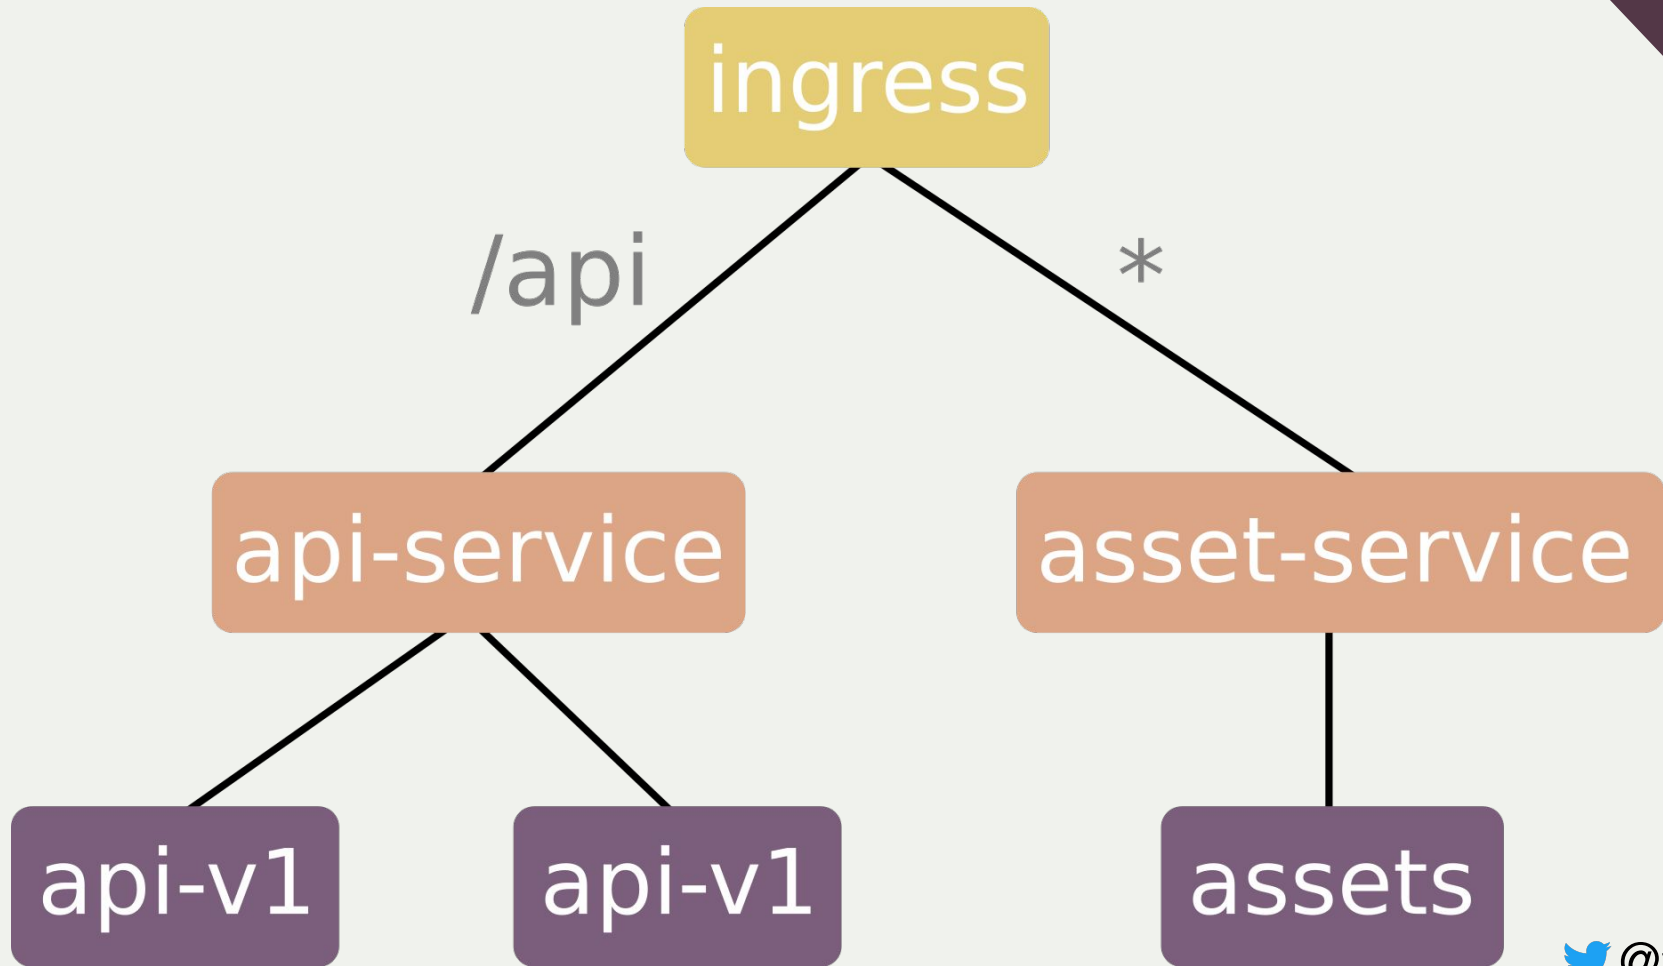 ingress
/api
*
api-service
asset-service
api-v1
api-v1
assets
@